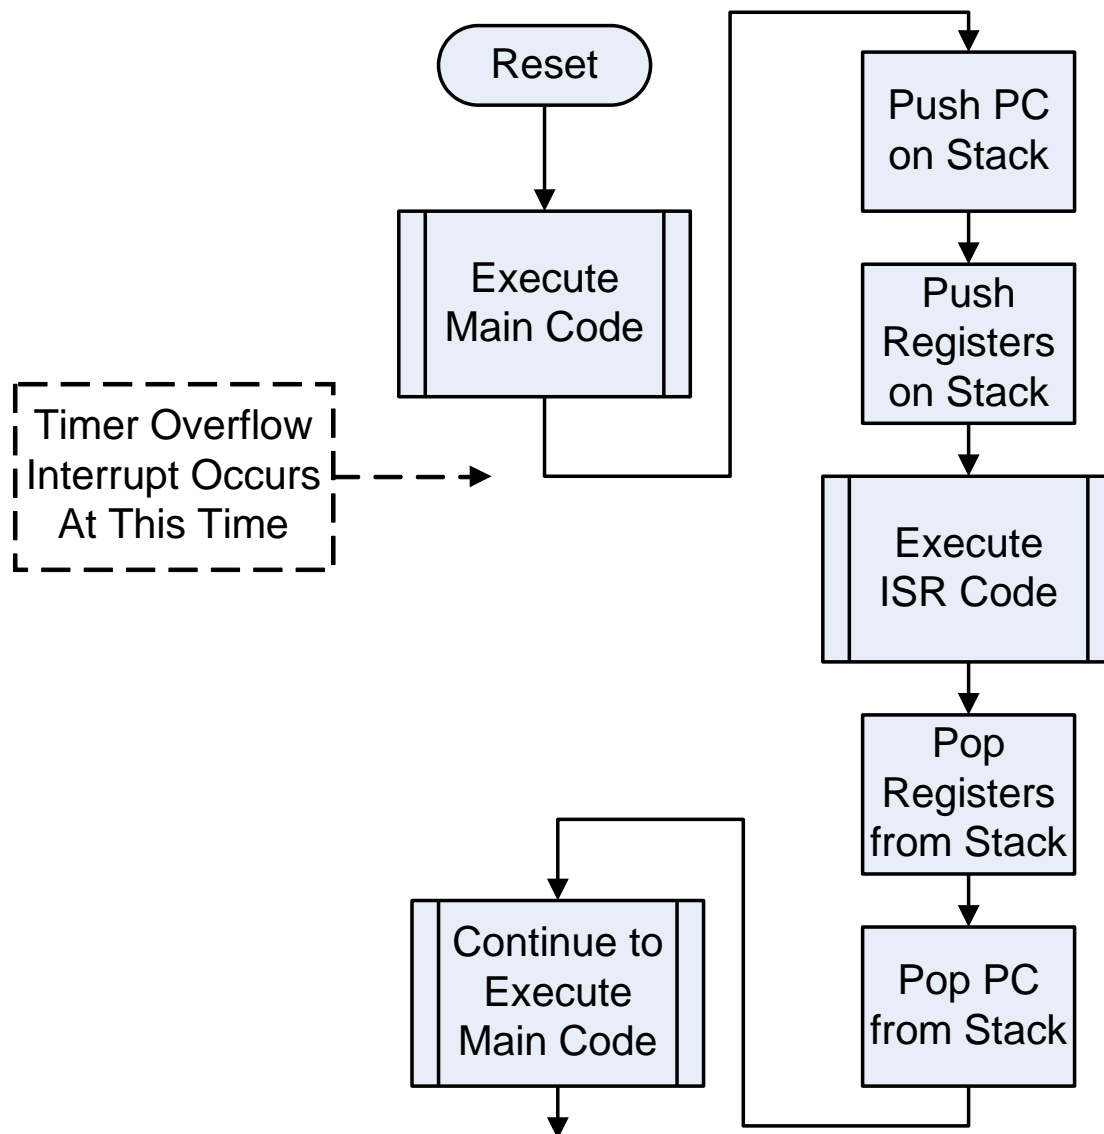 Reset
Execute
Main Code
Timer Overflow
Interrupt Occurs
At This Time
Push PC
on Stack
Push
Registers
on Stack
Execute
ISR Code
Pop
Registers
from Stack
Pop PC
from Stack
Continue to
Execute
Main Code